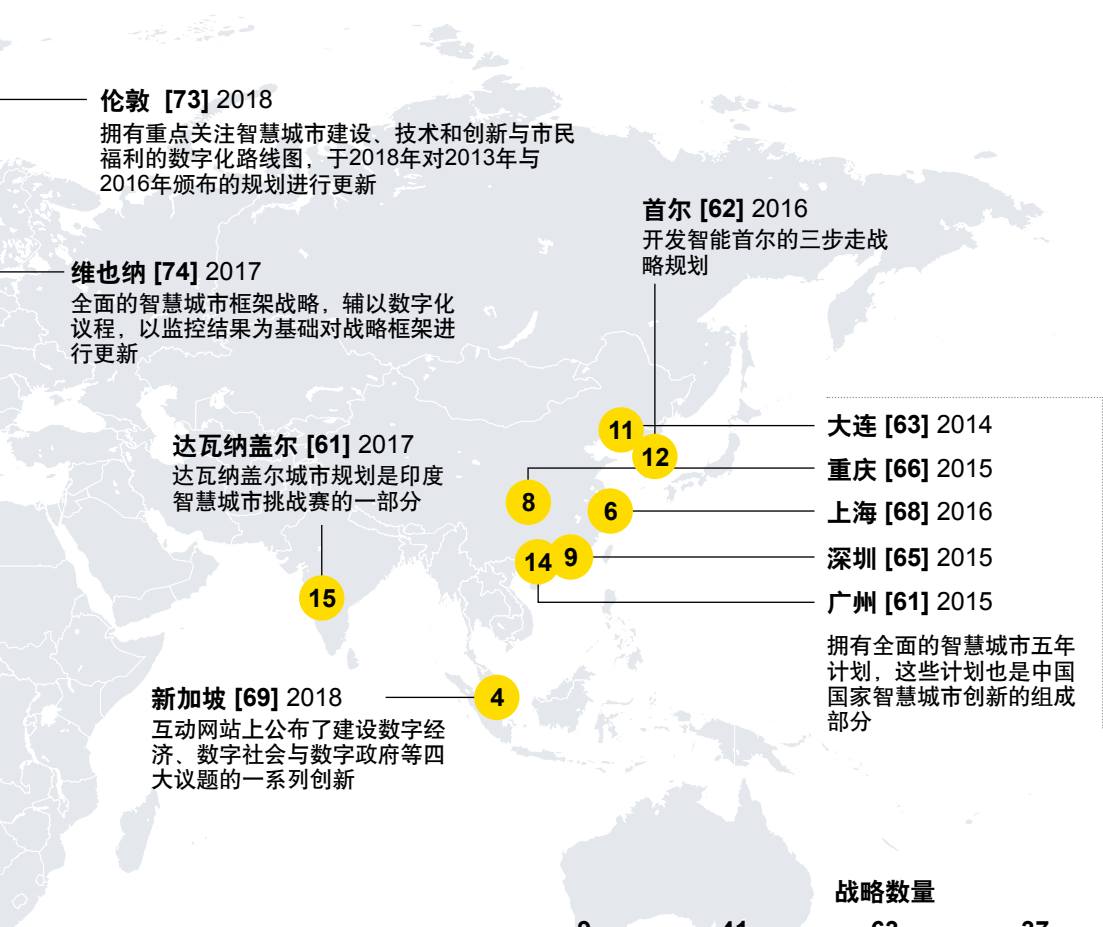 伦敦 [73] 2018
拥有重点关注智慧城市建设、技术和创新与市民
福利的数字化路线图，于2018年对2013年与
2016年颁布的规划进行更新
首尔 [62] 2016
开发智能首尔的三步走战
略规划
维也纳 [74] 2017
全面的智慧城市框架战略，辅以数字化
议程，以监控结果为基础对战略框架进
行更新
达瓦纳盖尔 [61] 2017
达瓦纳盖尔城市规划是印度
智慧城市挑战赛的一部分
11
12
8
6
14
9
15
4
大连 [63] 2014
重庆 [66] 2015
上海 [68] 2016
深圳 [65] 2015
广州 [61] 2015
拥有全面的智慧城市五年
计划，这些计划也是中国
国家智慧城市创新的组成
部分
新加坡 [69] 2018
互动网站上公布了建设数字经
济、数字社会与数字政府等四
大议题的一系列创新
战略数量